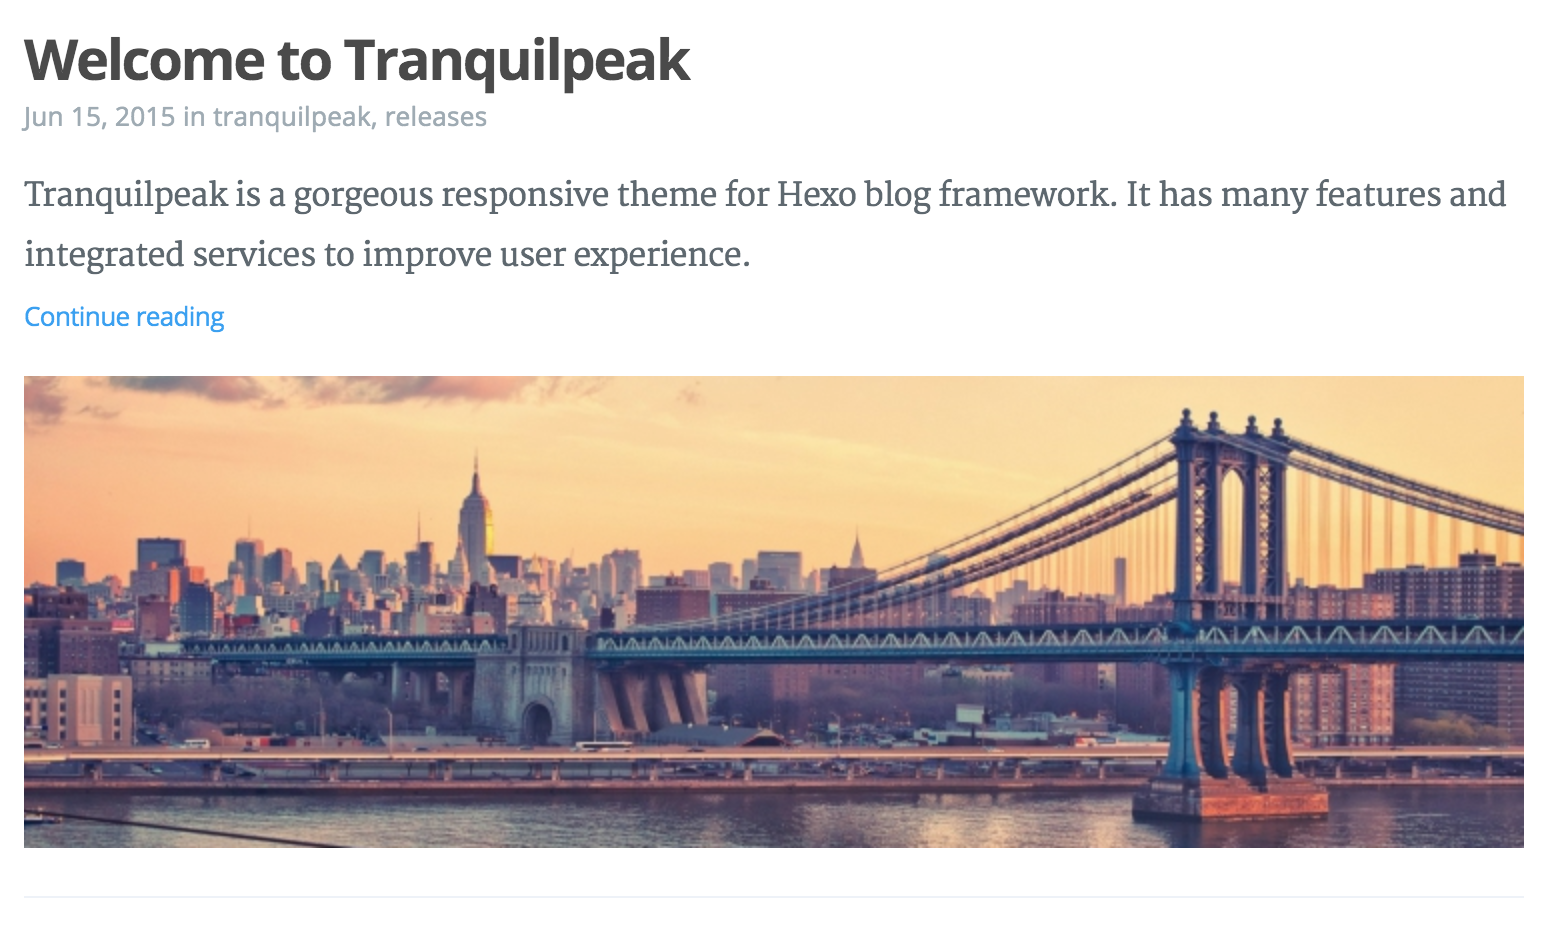 Welcome to Tranquilpeak
Jun 15, 2015 in tranquilpeak, releases
Tranquilpeak is a gorgeous responsive theme for Hexo blog framework. It has many features and
integrated services to improve user experience.
Continue reading